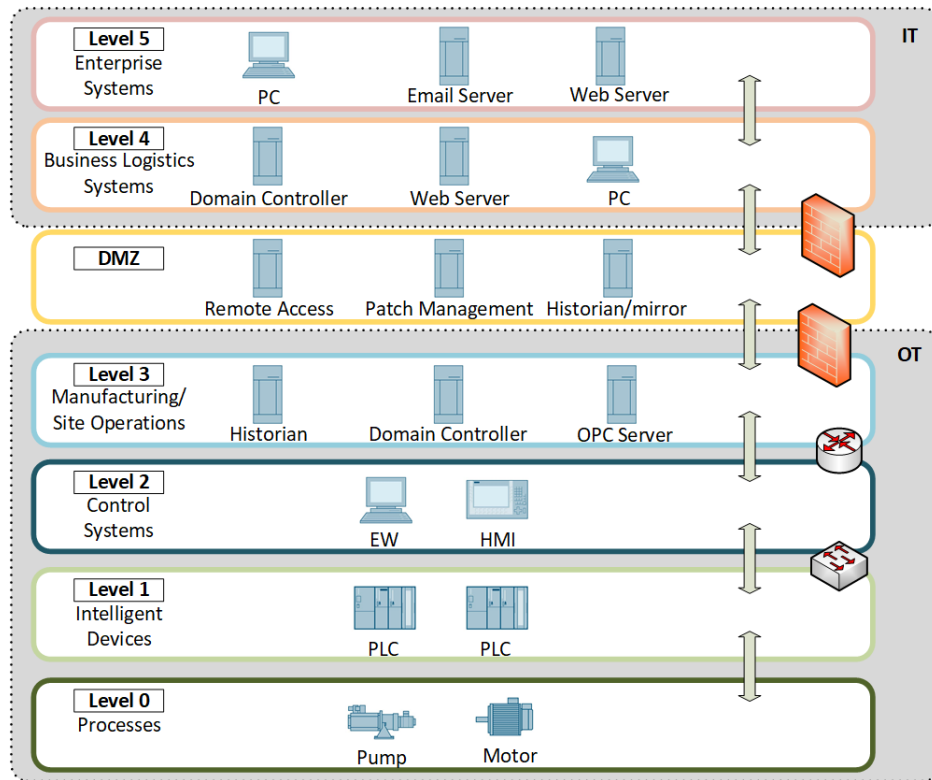 Level 5
IT
Enterprise
Systems
PC
Email Server
Web Server
Level 4
Business Logistics
Systems
Domain Controller
Web Server
PC
DMZ
Remote Access
Patch Management
Historian/mirror
OT
Level 3
Manufacturing/
Site Operations
Historian
Domain Controller
OPC Server
Level 2
Control
Systems
EW
HMI
Level 1
Intelligent
Devices
PLC
PLC
Level 0
Processes
Pump
Motor